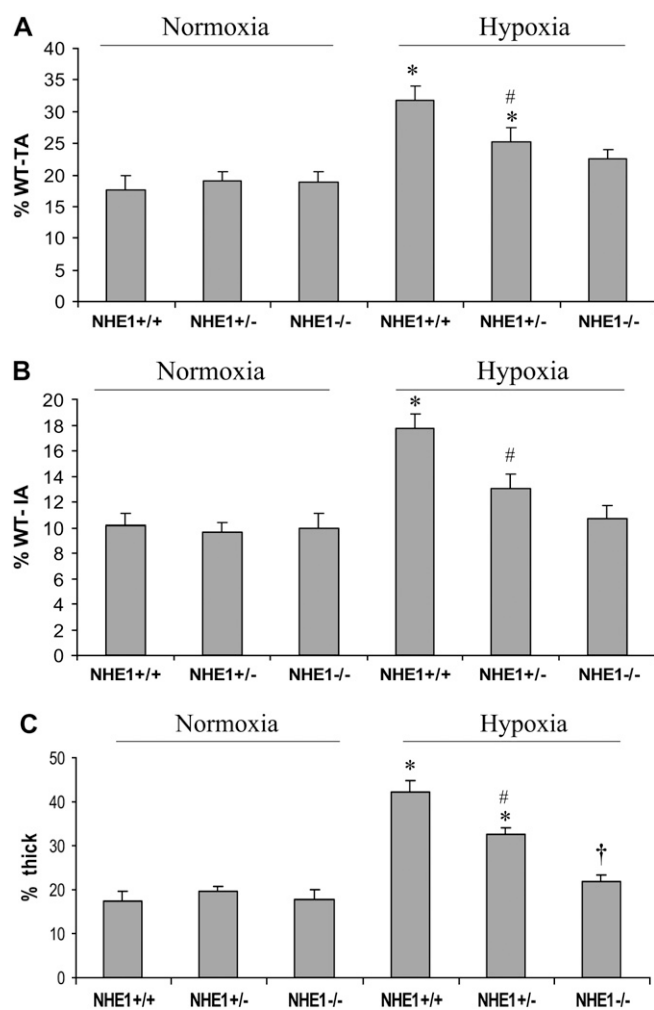 A
Normoxia
Hypoxia
% WT-TA
40
35
30
25
20
15
10
5
0
*
#
*
NHE1+/+ NHE1+/- NHE1-/- NHE1+/+ NHE1+/- NHE1-/-
B
Normoxia
Hypoxia
% WT- IA
20
18
16
14
12
10
8
6
4
2
0
*
#
NHE1+/+ NHE1+/- NHE1-/- NHE1+/+ NHE1+/- NHE1-/-
C
Normoxia
Hypoxia
% thick
50
40
30
20
10
0
*
#
*
†
NHE1+/+ NHE1+/- NHE1-/- NHE1+/+ NHE1+/- NHE1-/-